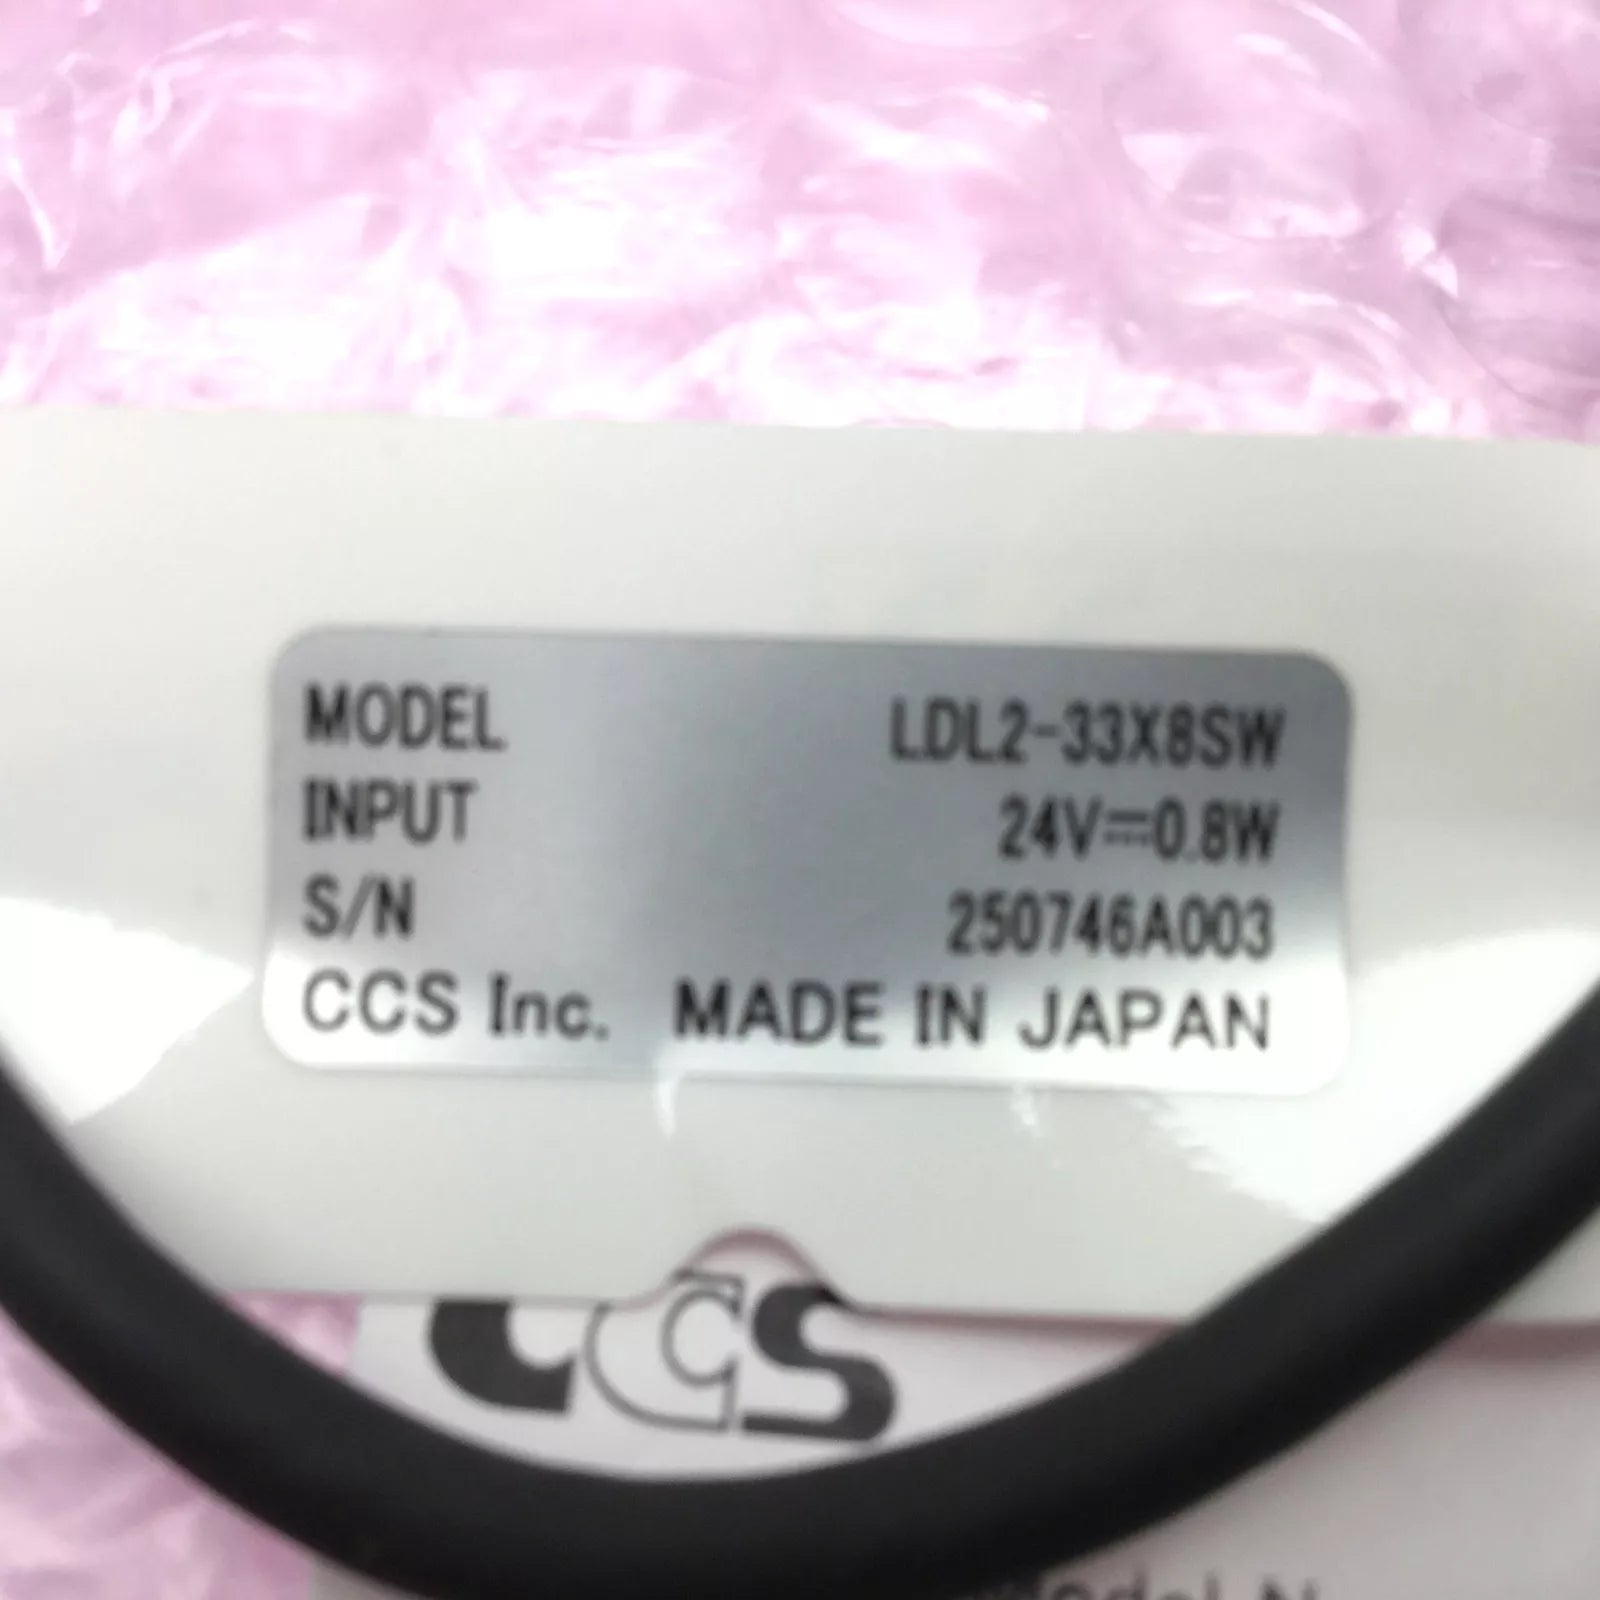 MODEL LDL2-33X8SW
INPUT 24V⎓0.8W
S/N 250746A003
CCS Inc. MADE IN JAPAN
CCS